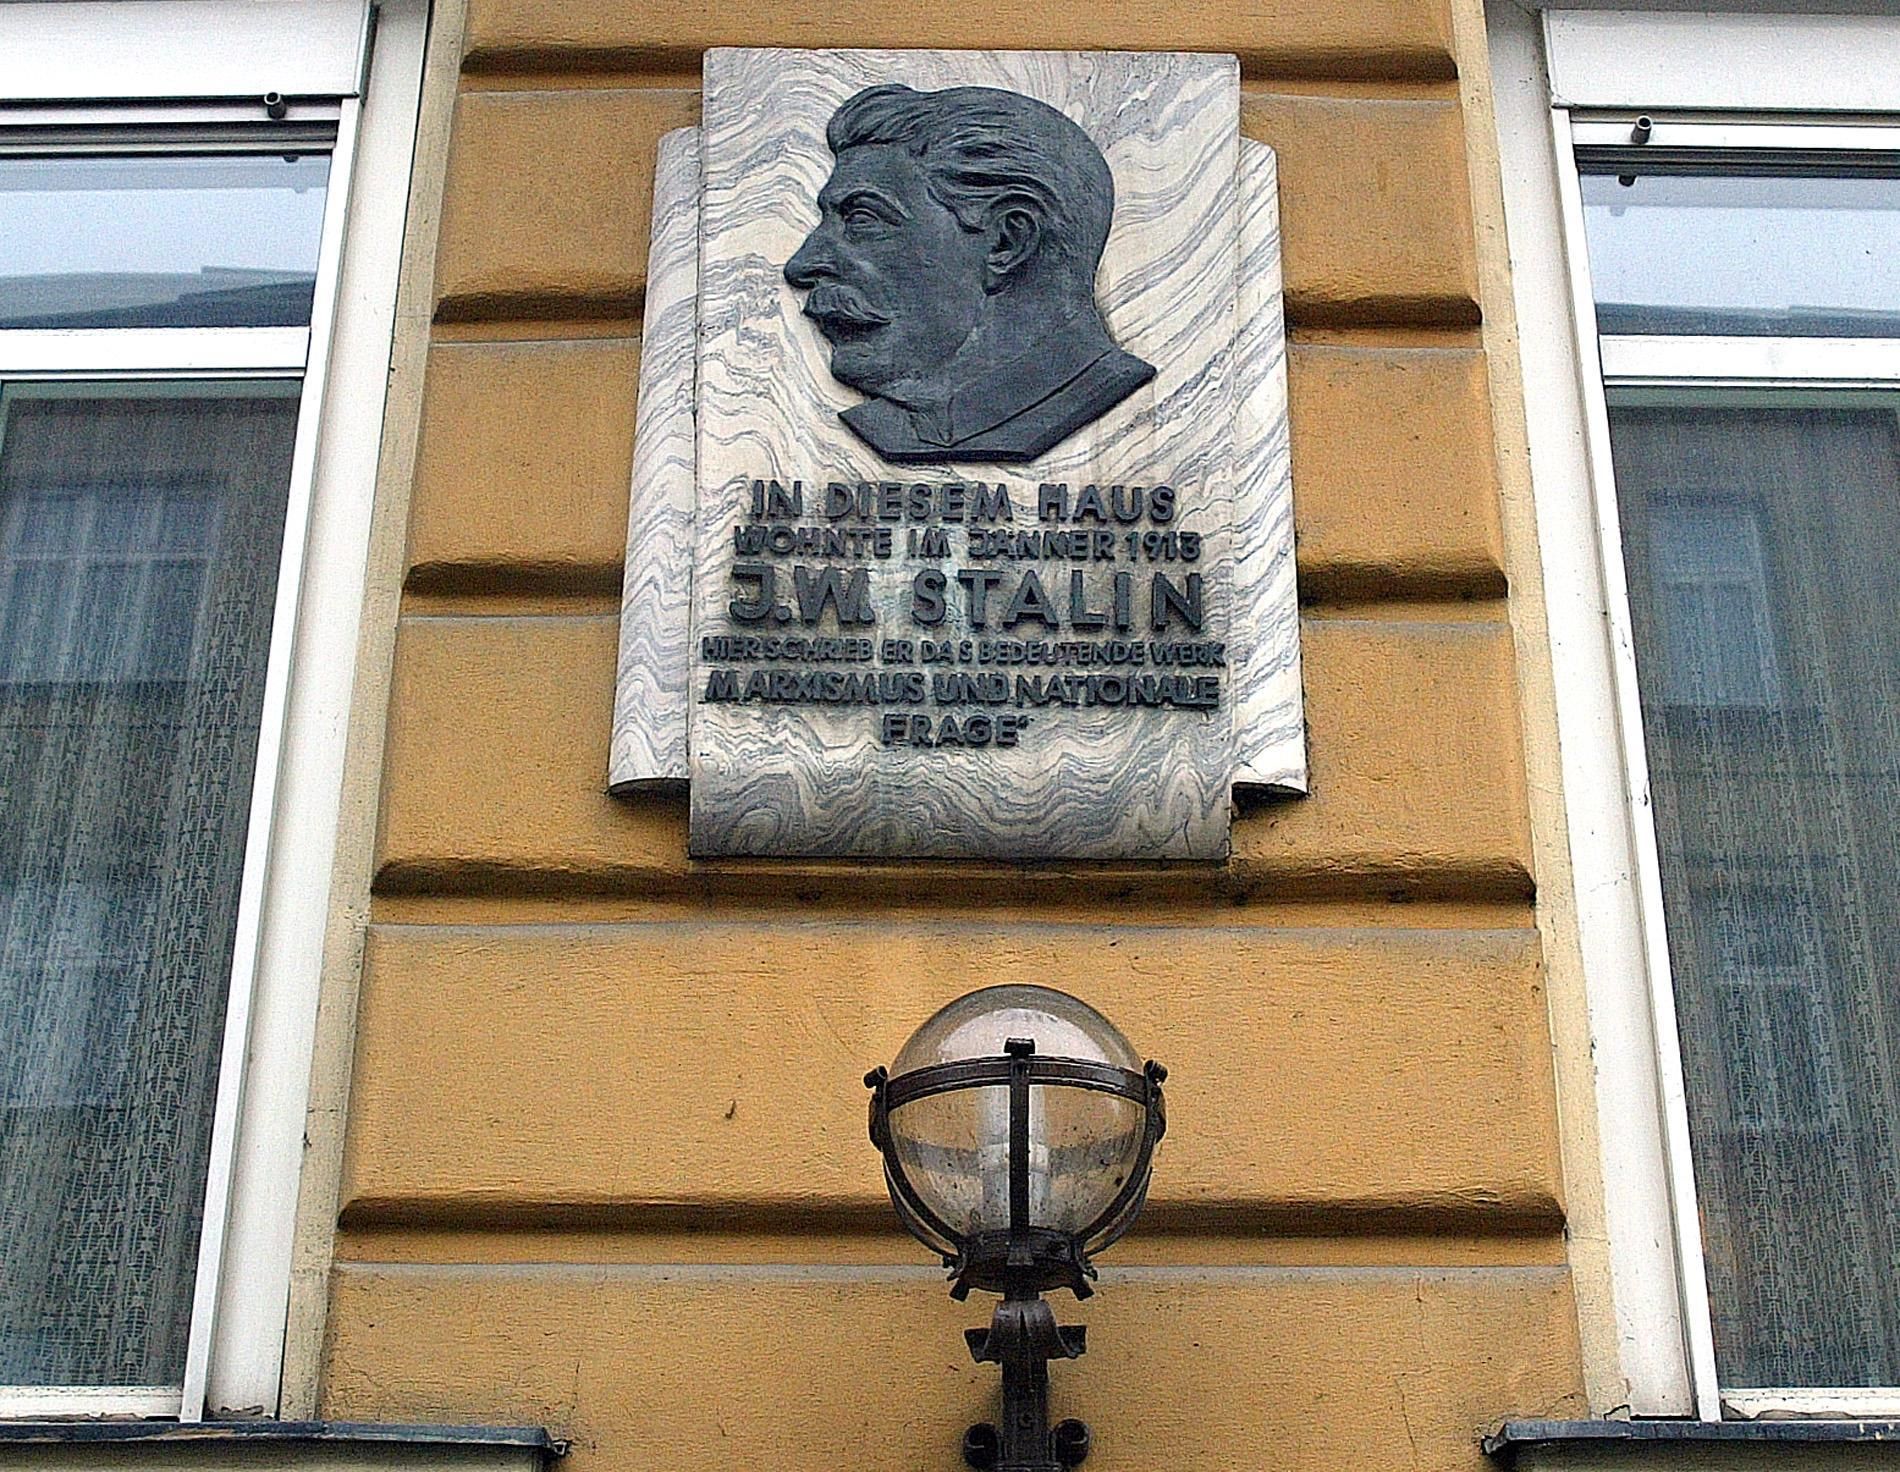 IN DIESEM HAUS
WOHNTE IM JÄNNER 1913
J.W. STALIN
HIER SCHRIEB ER DAS BEDEUTENDE WERK
„MARXISMUS UND NATIONALE
FRAGE“